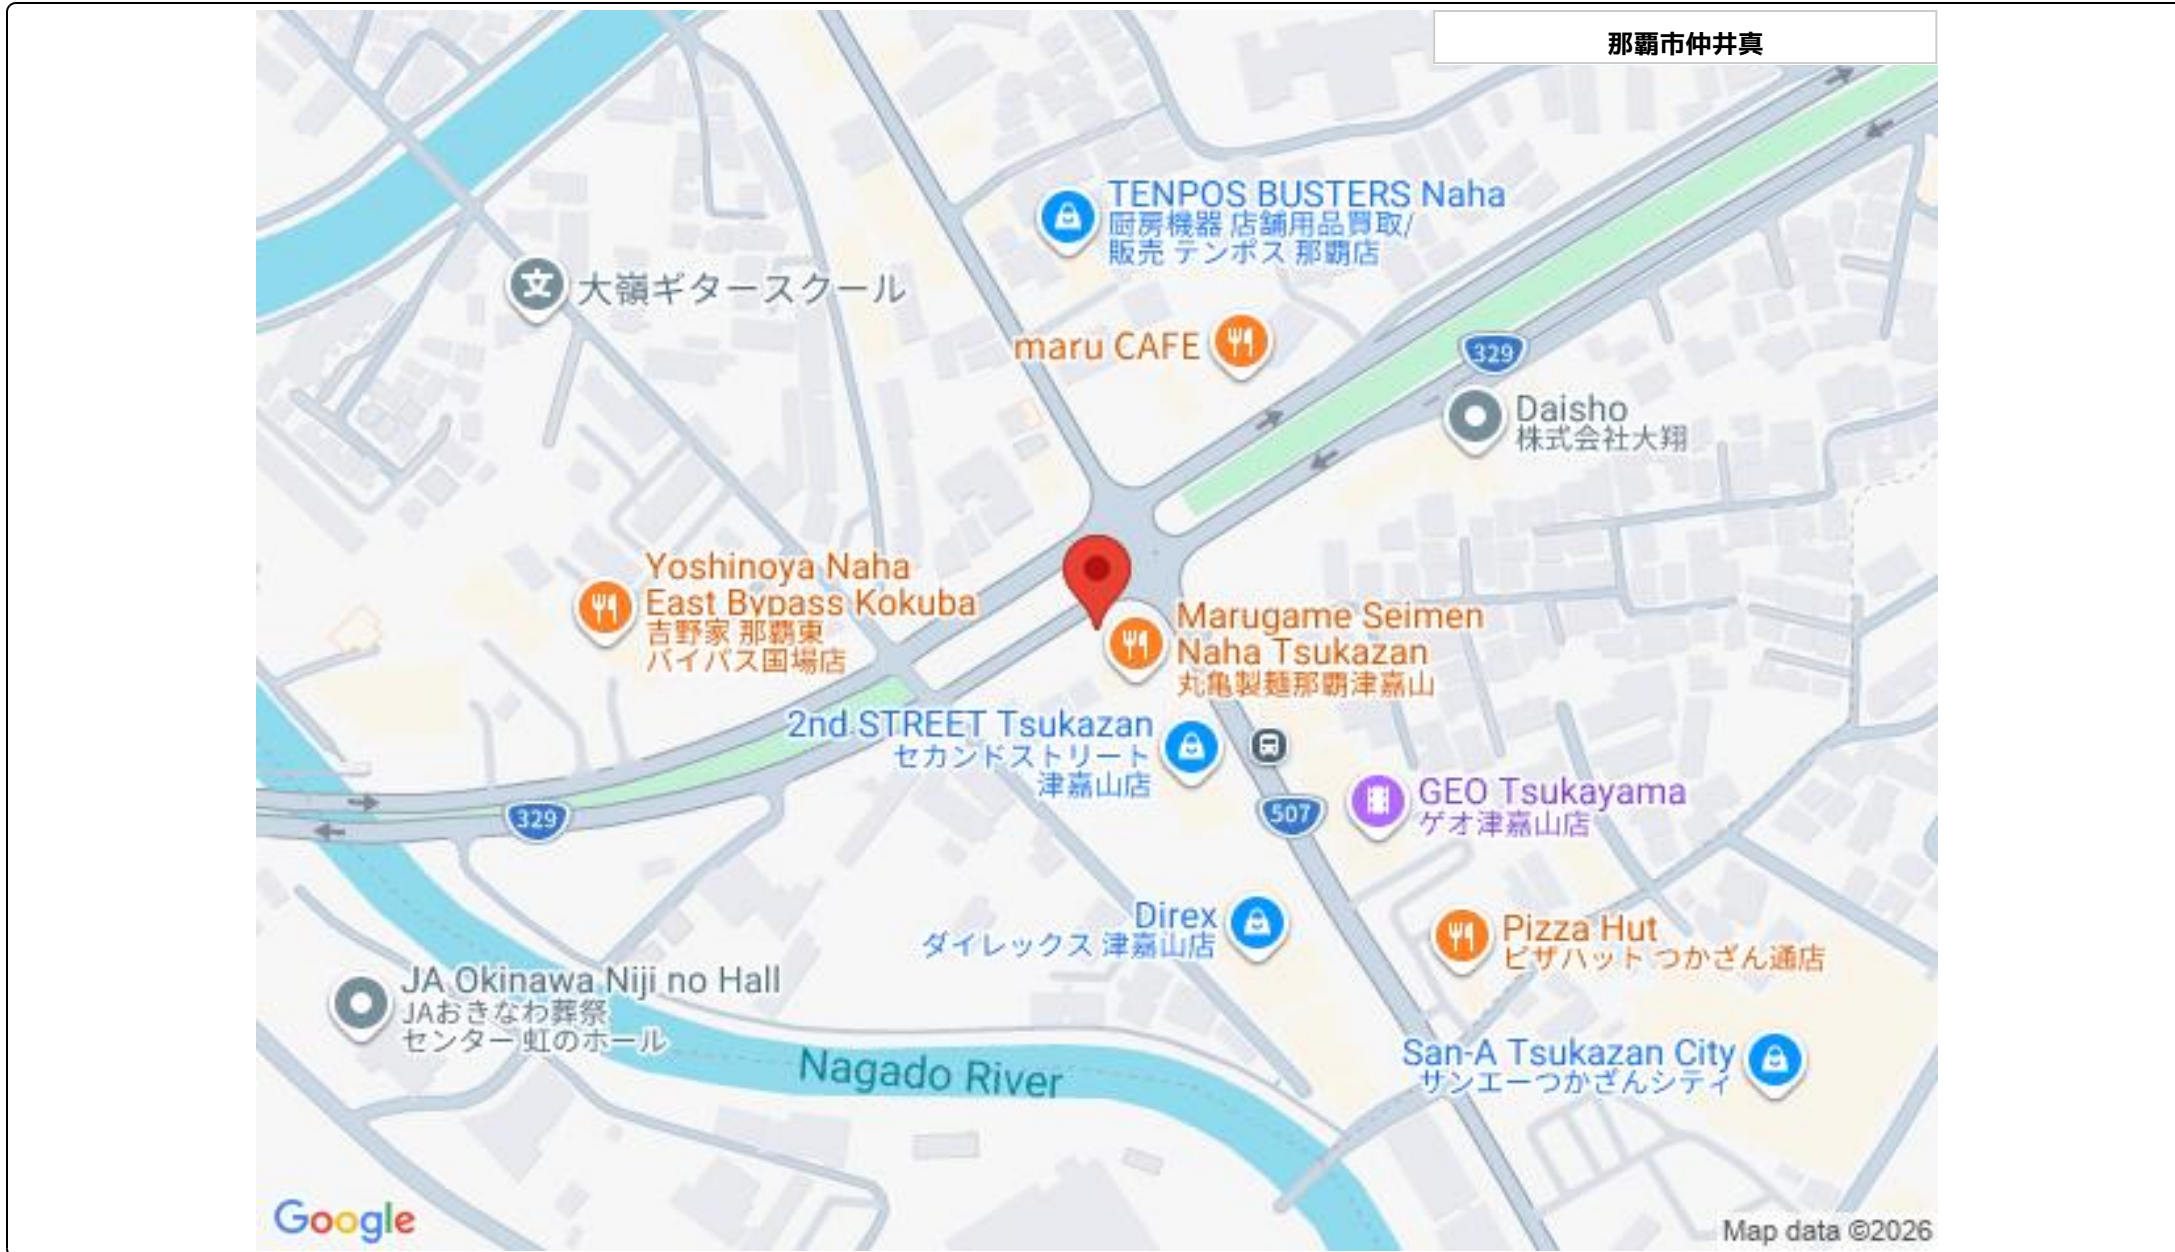 那覇市仲井真
TENPOS BUSTERS Naha
厨房機器 店舗用品買取/
販売 テンポス 那覇店
大嶺ギタースクール
maru CAFE
329
Daisho
株式会社大翔
Yoshinoya Naha
East Bypass Kokuba
吉野家 那覇東
バイパス国場店
Marugame Seimen
Naha Tsukazan
丸亀製麺那覇津嘉山
2nd STREET Tsukazan
セカンドストリート
津嘉山店
GEO Tsukayama
ゲオ津嘉山店
329
507
Direx
ダイレックス 津嘉山店
Pizza Hut
ピザハット つかざん通店
JA Okinawa Niji no Hall
JAおきなわ葬祭
センター 虹のホール
San-A Tsukazan City
サンエーつかざんシティ
Nagado River
Google
Map data ©2026